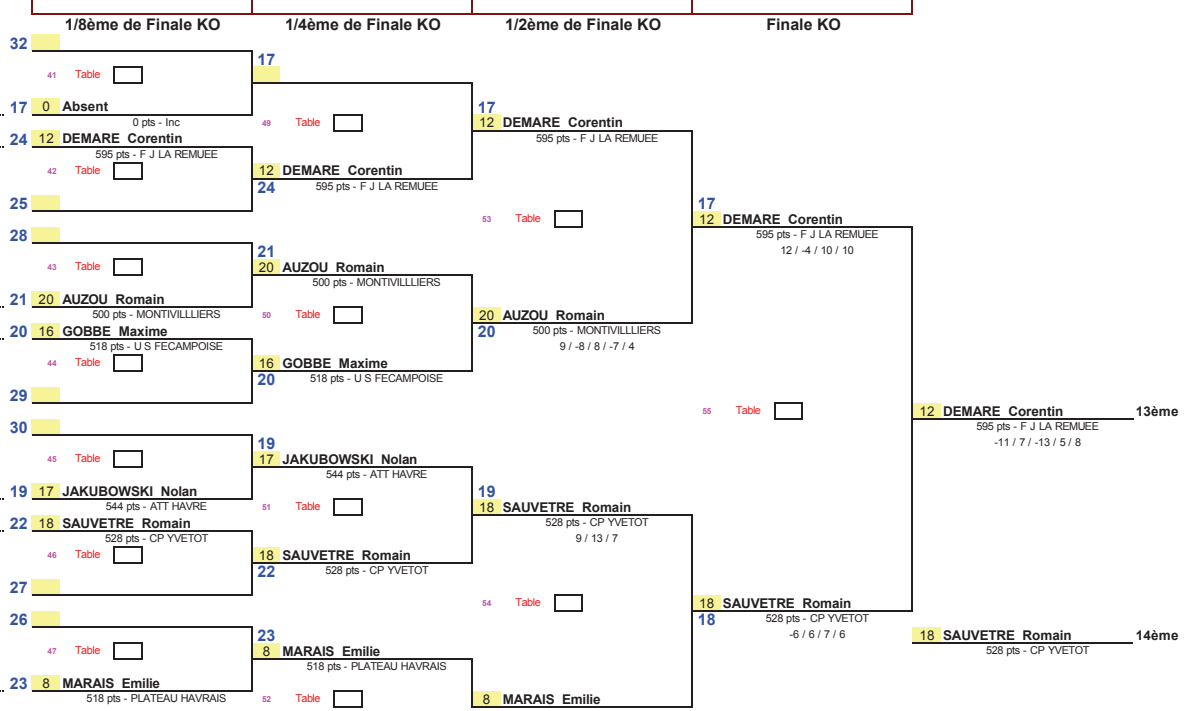 1/8ème de Finale KO
1/4ème de Finale KO
1/2ème de Finale KO
Finale KO
32
41 Table
17 0 Absent
0 pts - Inc
24 12 DEMARE Corentin
595 pts - F J LA REMUEE
42 Table
25
28
43 Table
21 20 AUZOU Romain
500 pts - MONTIVILLLIERS
20 16 GOBBE Maxime
518 pts - U S FECAMPOISE
44 Table
29
30
45 Table
19 17 JAKUBOWSKI Nolan
544 pts - ATT HAVRE
22 18 SAUVETRE Romain
528 pts - CP YVETOT
46 Table
27
26
47 Table
23 8 MARAIS Emilie
518 pts - PLATEAU HAVRAIS
17
49 Table
12 DEMARE Corentin
24 595 pts - F J LA REMUEE
21
20 AUZOU Romain
500 pts - MONTIVILLLIERS
50 Table
16 GOBBE Maxime
20 518 pts - U S FECAMPOISE
19
17 JAKUBOWSKI Nolan
544 pts - ATT HAVRE
51 Table
18 SAUVETRE Romain
22 528 pts - CP YVETOT
23
8 MARAIS Emilie
518 pts - PLATEAU HAVRAIS
52 Table
17
12 DEMARE Corentin
595 pts - F J LA REMUEE
53 Table
20 AUZOU Romain
20 500 pts - MONTIVILLLIERS
9 / -8 / 8 / -7 / 4
19
18 SAUVETRE Romain
528 pts - CP YVETOT
9 / 13 / 7
54 Table
8 MARAIS Emilie
17
12 DEMARE Corentin
595 pts - F J LA REMUEE
12 / -4 / 10 / 10
55 Table
18 SAUVETRE Romain
18 528 pts - CP YVETOT
-6 / 6 / 7 / 6
12 DEMARE Corentin 13ème
595 pts - F J LA REMUEE
-11 / 7 / -13 / 5 / 8
18 SAUVETRE Romain 14ème
528 pts - CP YVETOT